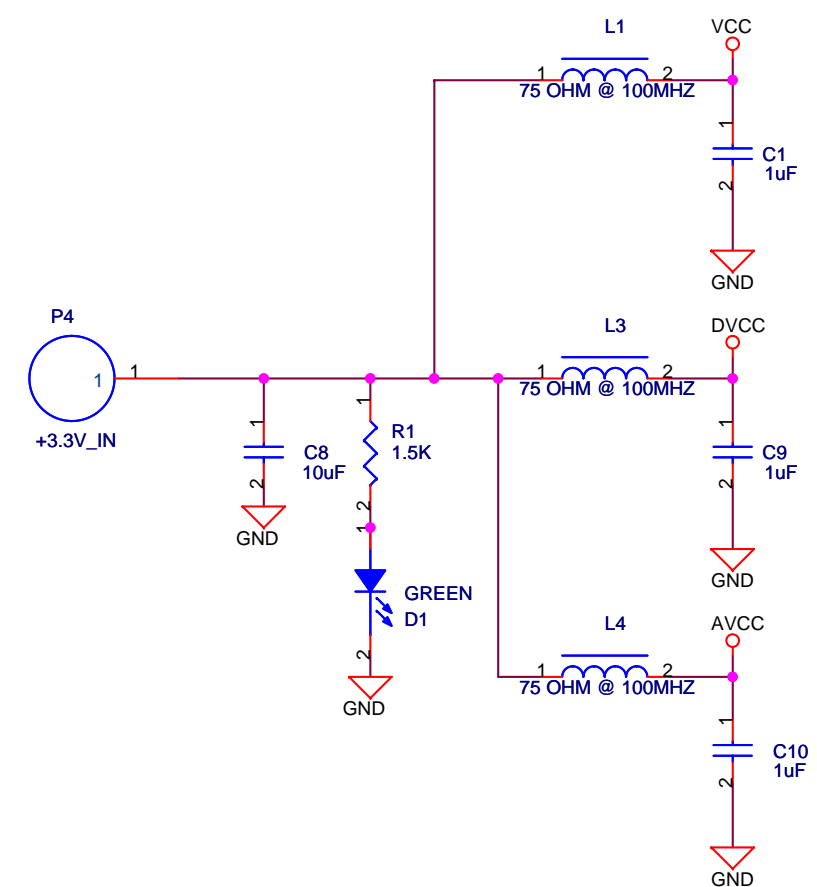 L1
VCC
1
2
75 OHM @ 100MHZ
1
C1
1uF
2
GND
P4
L3
DVCC
1
1
1
2
75 OHM @ 100MHZ
+3.3V_IN
1
C8
10uF
2
GND
1
R1
1.5K
2
1
GREEN
D1
2
GND
1
C9
1uF
2
GND
L4
AVCC
1
2
75 OHM @ 100MHZ
1
C10
1uF
2
GND